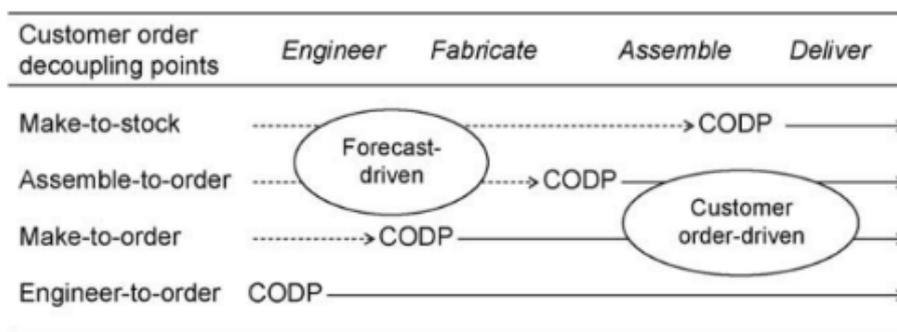 Customer order
decoupling points
Engineer Fabricate Assemble Deliver
Make-to-stock CODP
Forecast-
driven
Assemble-to-order CODP
Customer
order-driven
Make-to-order CODP
Engineer-to-order CODP